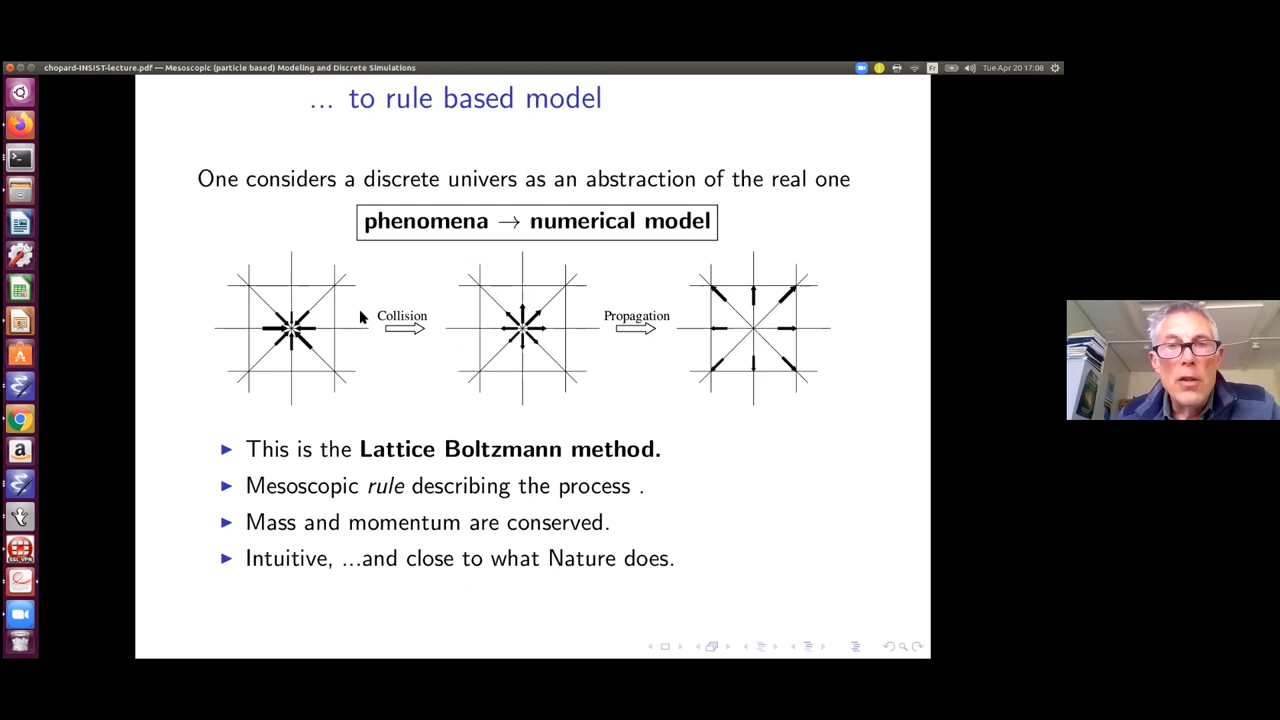 chopard-INSIST-lecture.pdf — Mesoscopic (particle based) Modeling and Discrete Simulations
Fr
Tue Apr 20 17:08
... to rule based model
One considers a discrete univers as an abstraction of the real one
phenomena → numerical model
Collision
Propagation
This is the Lattice Boltzmann method.
Mesoscopic rule describing the process .
Mass and momentum are conserved.
Intuitive, ...and close to what Nature does.